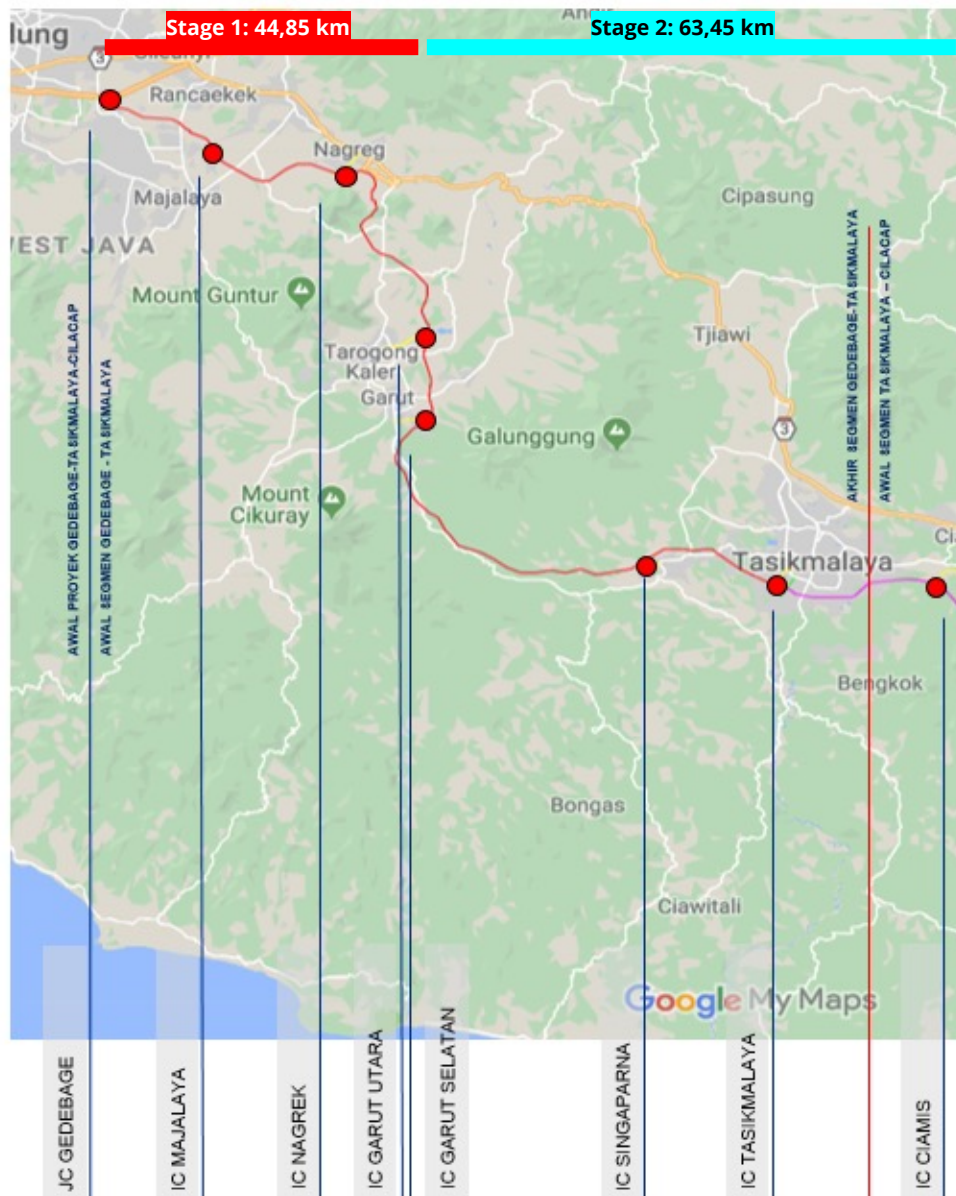 Stage 1: 44,85 km
Stage 2: 63,45 km
lung
3
Rancaekek
Nagreg
Majalaya
WEST JAVA
Cipasung
Mount Guntur
Tarogong
Kaler
Garut
Tjiawi
3
Galunggung
Mount
Cikuray
Tasikmalaya
Bengkok
Bongas
Ciawitali
Google My Maps
AWAL PROYEK GEDEBAGE-TASIKMALAYA-CILACAP
AWAL SEGMEN GEDEBAGE - TASIKMALAYA
AKHIR SEGMEN GEDEBAGE-TASIKMALAYA
AWAL SEGMEN TASIKMALAYA – CILACAP
JC GEDEBAGE
IC MAJALAYA
IC NAGREK
IC GARUT UTARA
IC GARUT SELATAN
IC SINGAPARNA
IC TASIKMALAYA
IC CIAMIS